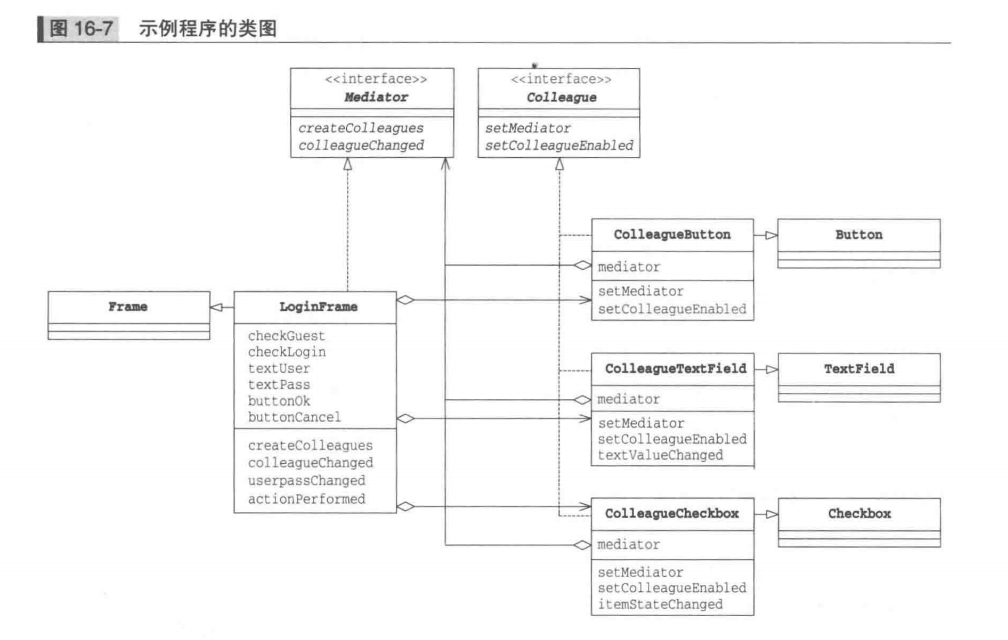 图 16-7 示例程序的类图
<<interface>>
Mediator
createColleagues
colleagueChanged
<<interface>>
Colleague
setMediator
setColleagueEnabled
ColleagueButton
mediator
setMediator
setColleagueEnabled
Button
Frame
LoginFrame
checkGuest
checkLogin
textUser
textPass
buttonOk
buttonCancel
createColleagues
colleagueChanged
userpassChanged
actionPerformed
ColleagueTextField
mediator
setMediator
setColleagueEnabled
textValueChanged
TextField
ColleagueCheckbox
mediator
setMediator
setColleagueEnabled
itemStateChanged
Checkbox